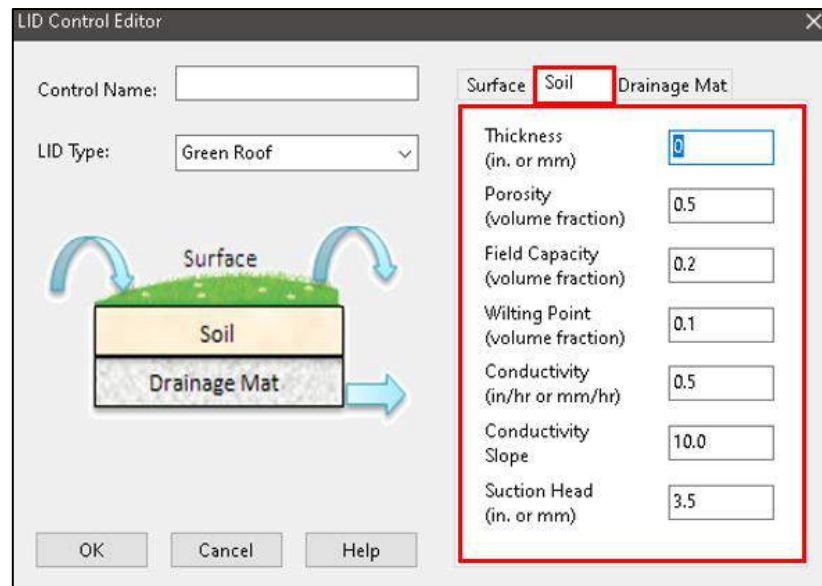 LID Control Editor
Control Name:
LID Type:
Green Roof
Surface
Soil
Drainage Mat
OK
Cancel
Help
Surface
Soil
Drainage Mat
Thickness
(in. or mm)
0
Porosity
(volume fraction)
0.5
Field Capacity
(volume fraction)
0.2
Wilting Point
(volume fraction)
0.1
Conductivity
(in/hr or mm/hr)
0.5
Conductivity
Slope
10.0
Suction Head
(in. or mm)
3.5